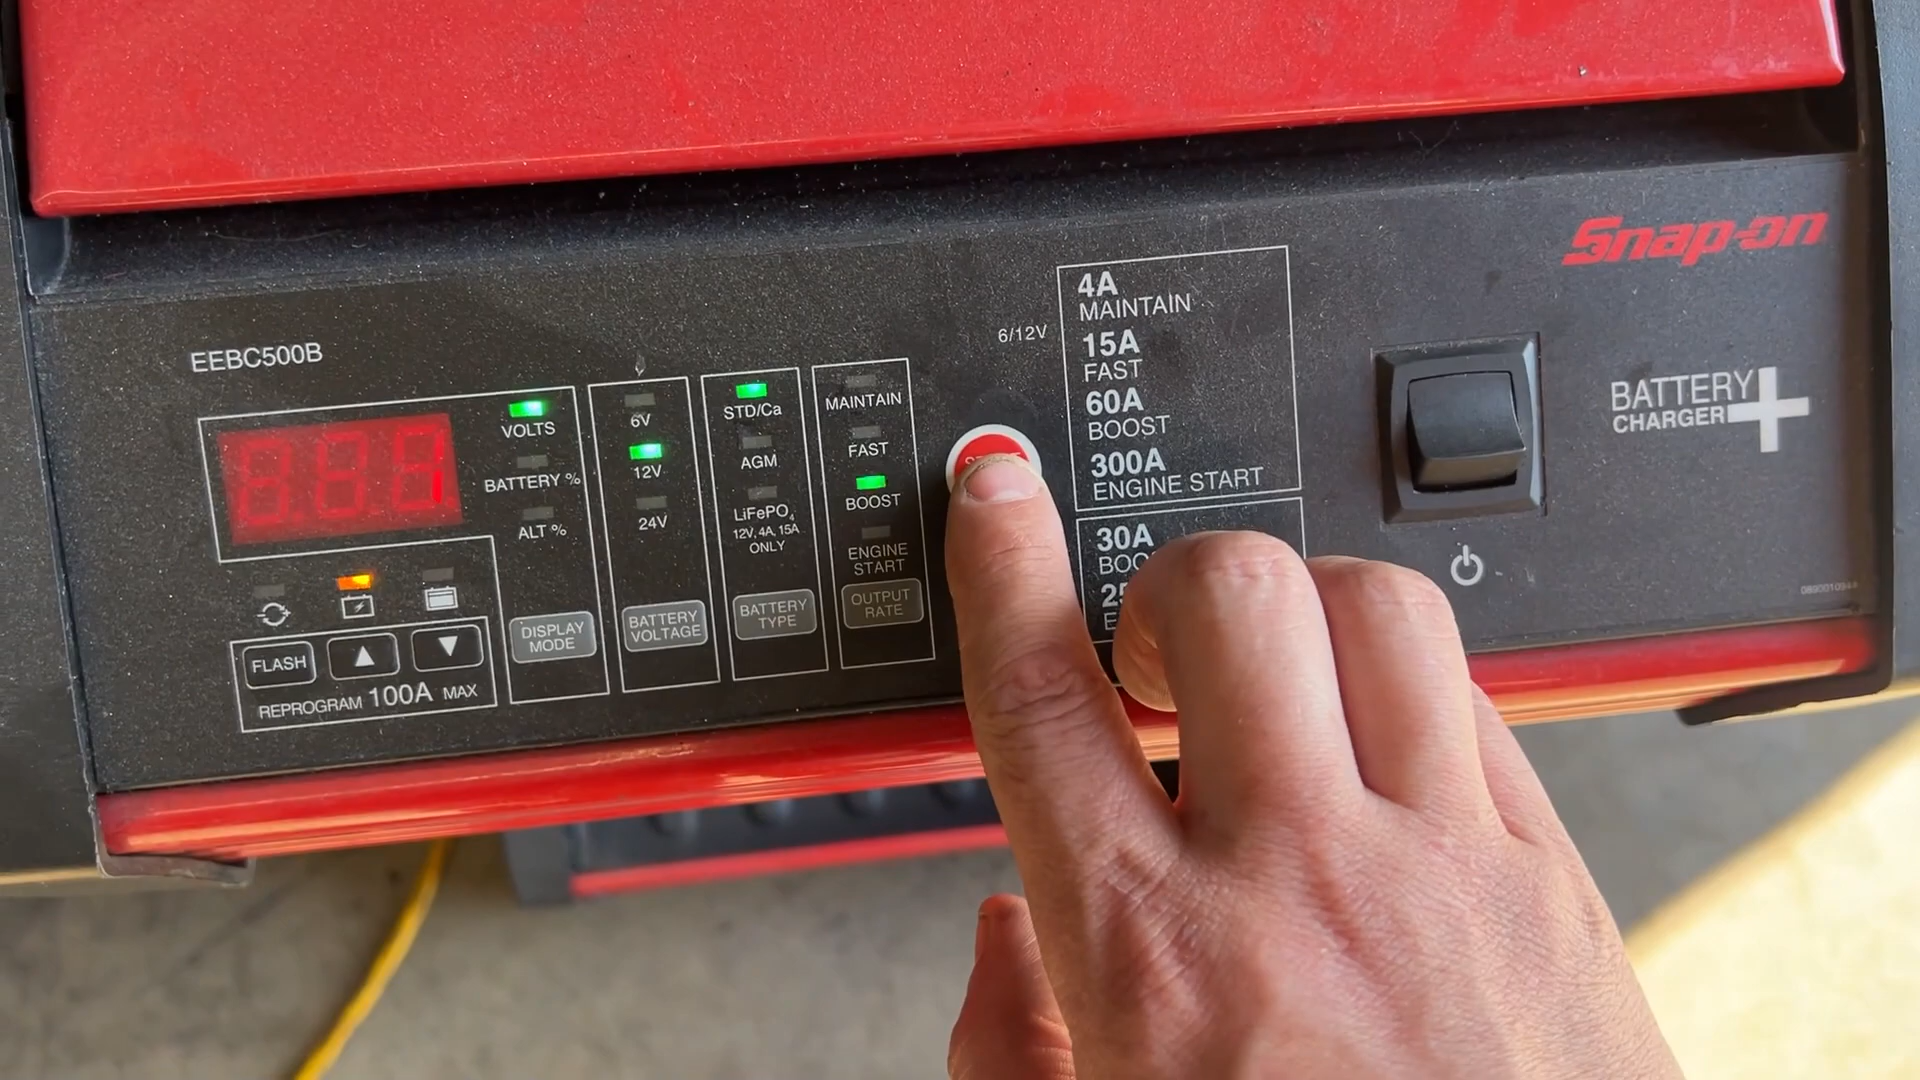 Snap-on
EEBC500B
VOLTS
BATTERY %
ALT %
DISPLAY
MODE
6V
12V
24V
BATTERY
VOLTAGE
STD/Ca
AGM
LiFePO4
12V, 4A, 15A
ONLY
BATTERY
TYPE
MAINTAIN
FAST
BOOST
ENGINE
START
OUTPUT
RATE
FLASH
REPROGRAM 100A MAX
6/12V
4A
MAINTAIN
15A
FAST
60A
BOOST
300A
ENGINE START
30A
BATTERY
CHARGER